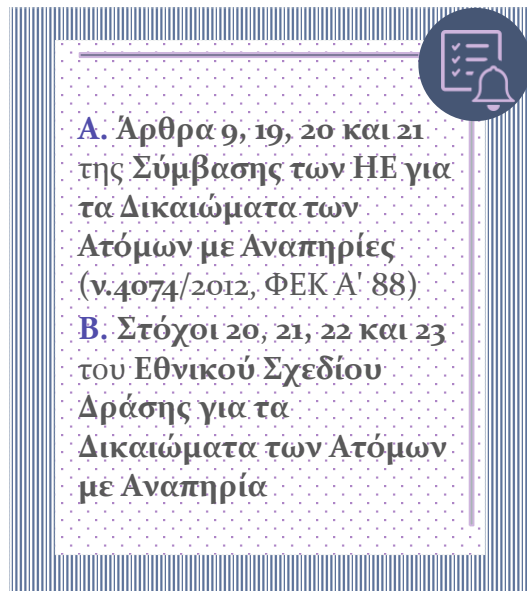 Α. Άρθρα 9, 19, 20 και 21
της Σύμβασης των ΗΕ για
τα Δικαιώματα των
Ατόμων με Αναπηρίες
(ν.4074/2012, ΦΕΚ Α' 88)
Β. Στόχοι 20, 21, 22 και 23
του Εθνικού Σχεδίου
Δράσης για τα
Δικαιώματα των Ατόμων
με Αναπηρία